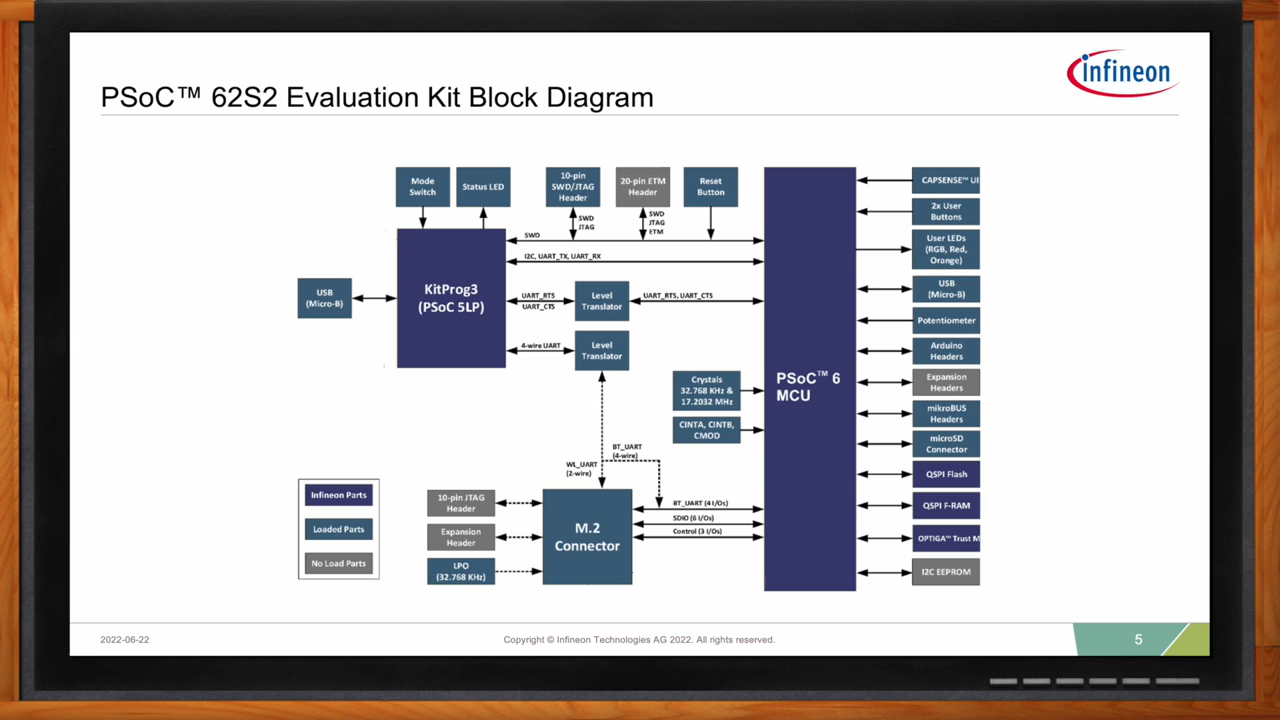 infineon
PSoC™ 62S2 Evaluation Kit Block Diagram
Mode
Switch
Status LED
10-pin
SWD/JTAG
Header
20-pin ETM
Header
Reset
Button
SWD
JTAG
SWD
JTAG
ETM
SWD
I2C, UART_TX, UART_RX
KitProg3
(PSoC 5LP)
USB
(Micro-B)
UART_RTS
UART_CTS
Level
Translator
UART_RTS, UART_CTS
4-wire UART
Level
Translator
Crystals
32.768 KHz &
17.2032 MHz
CINTA, CINTB,
CMOD
PSoC™ 6
MCU
BT_UART
(4-wire)
WL_UART
(2-wire)
10-pin JTAG
Header
Expansion
Header
LPO
(32.768 KHz)
M.2
Connector
BT_UART (4 I/Os)
SDIO (6 I/Os)
Control (3 I/Os)
CAPSENSE™ UI
2x User
Buttons
User LEDs
(RGB, Red,
Orange)
USB
(Micro-B)
Potentiometer
Arduino
Headers
Expansion
Headers
mikroBUS
Headers
microSD
Connector
QSPI Flash
QSPI F-RAM
OPTIGA™ Trust M
I2C EEPROM
Infineon Parts
Loaded Parts
No Load Parts
2022-06-22
Copyright © Infineon Technologies AG 2022. All rights reserved.
5